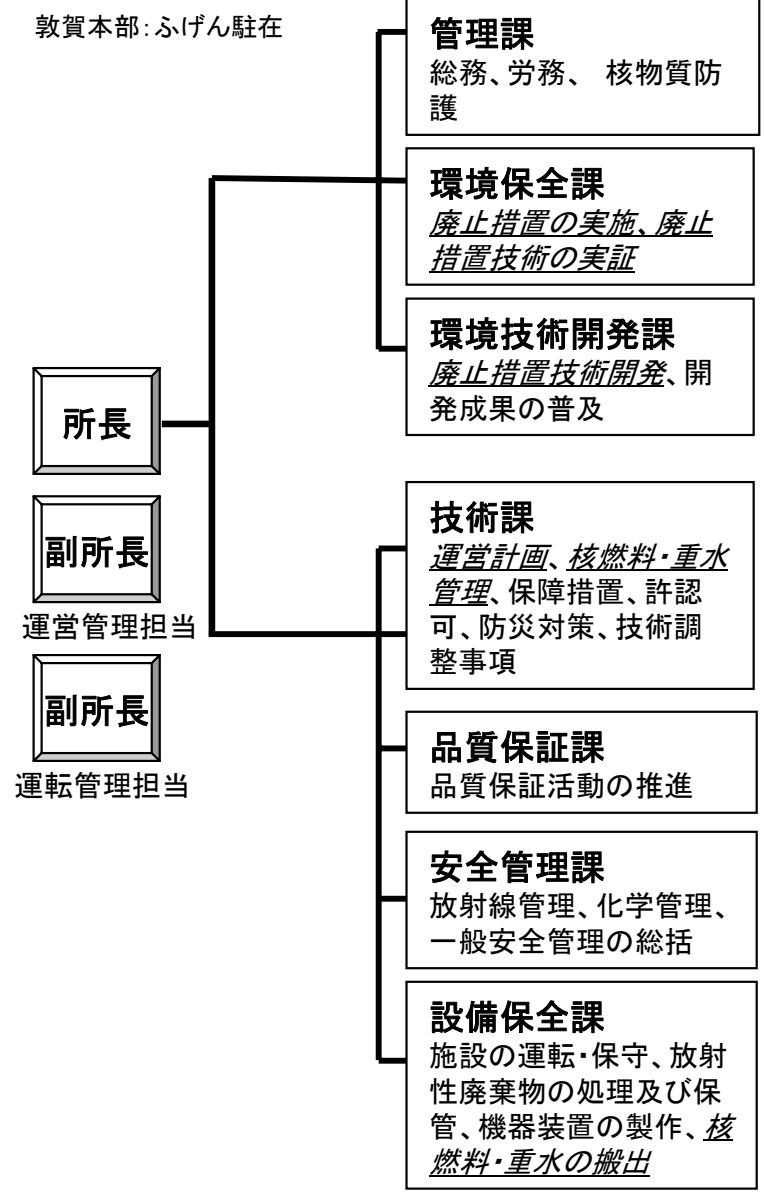 敦賀本部:ふげん駐在
管理課
総務、労務、 核物質防
護
環境保全課
廃止措置の実施、廃止
措置技術の実証
環境技術開発課
廃止措置技術開発、開
発成果の普及
所長
副所長
運営管理担当
副所長
運転管理担当
技術課
運営計画、核燃料・重水
管理、保障措置、許認
可、防災対策、技術調
整事項
品質保証課
品質保証活動の推進
安全管理課
放射線管理、化学管理、
一般安全管理の総括
設備保全課
施設の運転・保守、放射
性廃棄物の処理及び保
管、機器装置の製作、核
燃料・重水の搬出